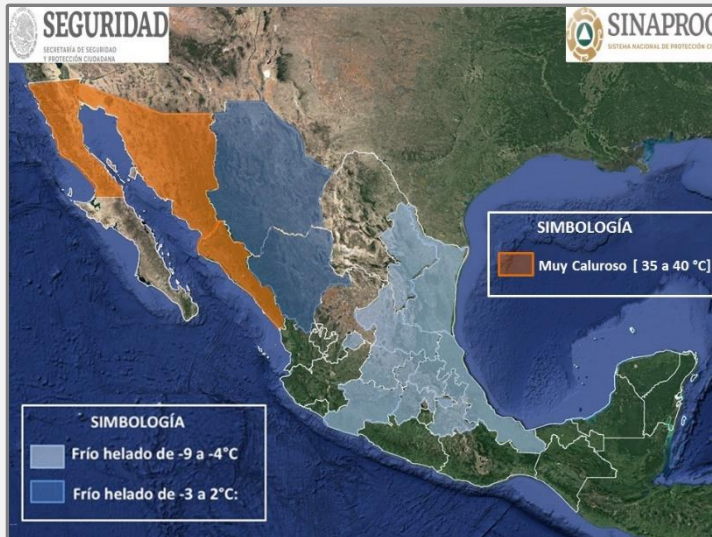 SEGURIDAD
SECRETARÍA DE SEGURIDAD
Y PROTECCIÓN CIUDADANA
SINAPROC
SISTEMA NACIONAL DE PROTECCIÓN CI
SIMBOLOGÍA
Muy Caluroso [ 35 a 40 °C]
SIMBOLOGÍA
Frío helado de -9 a -4°C
Frío helado de -3 a 2°C: